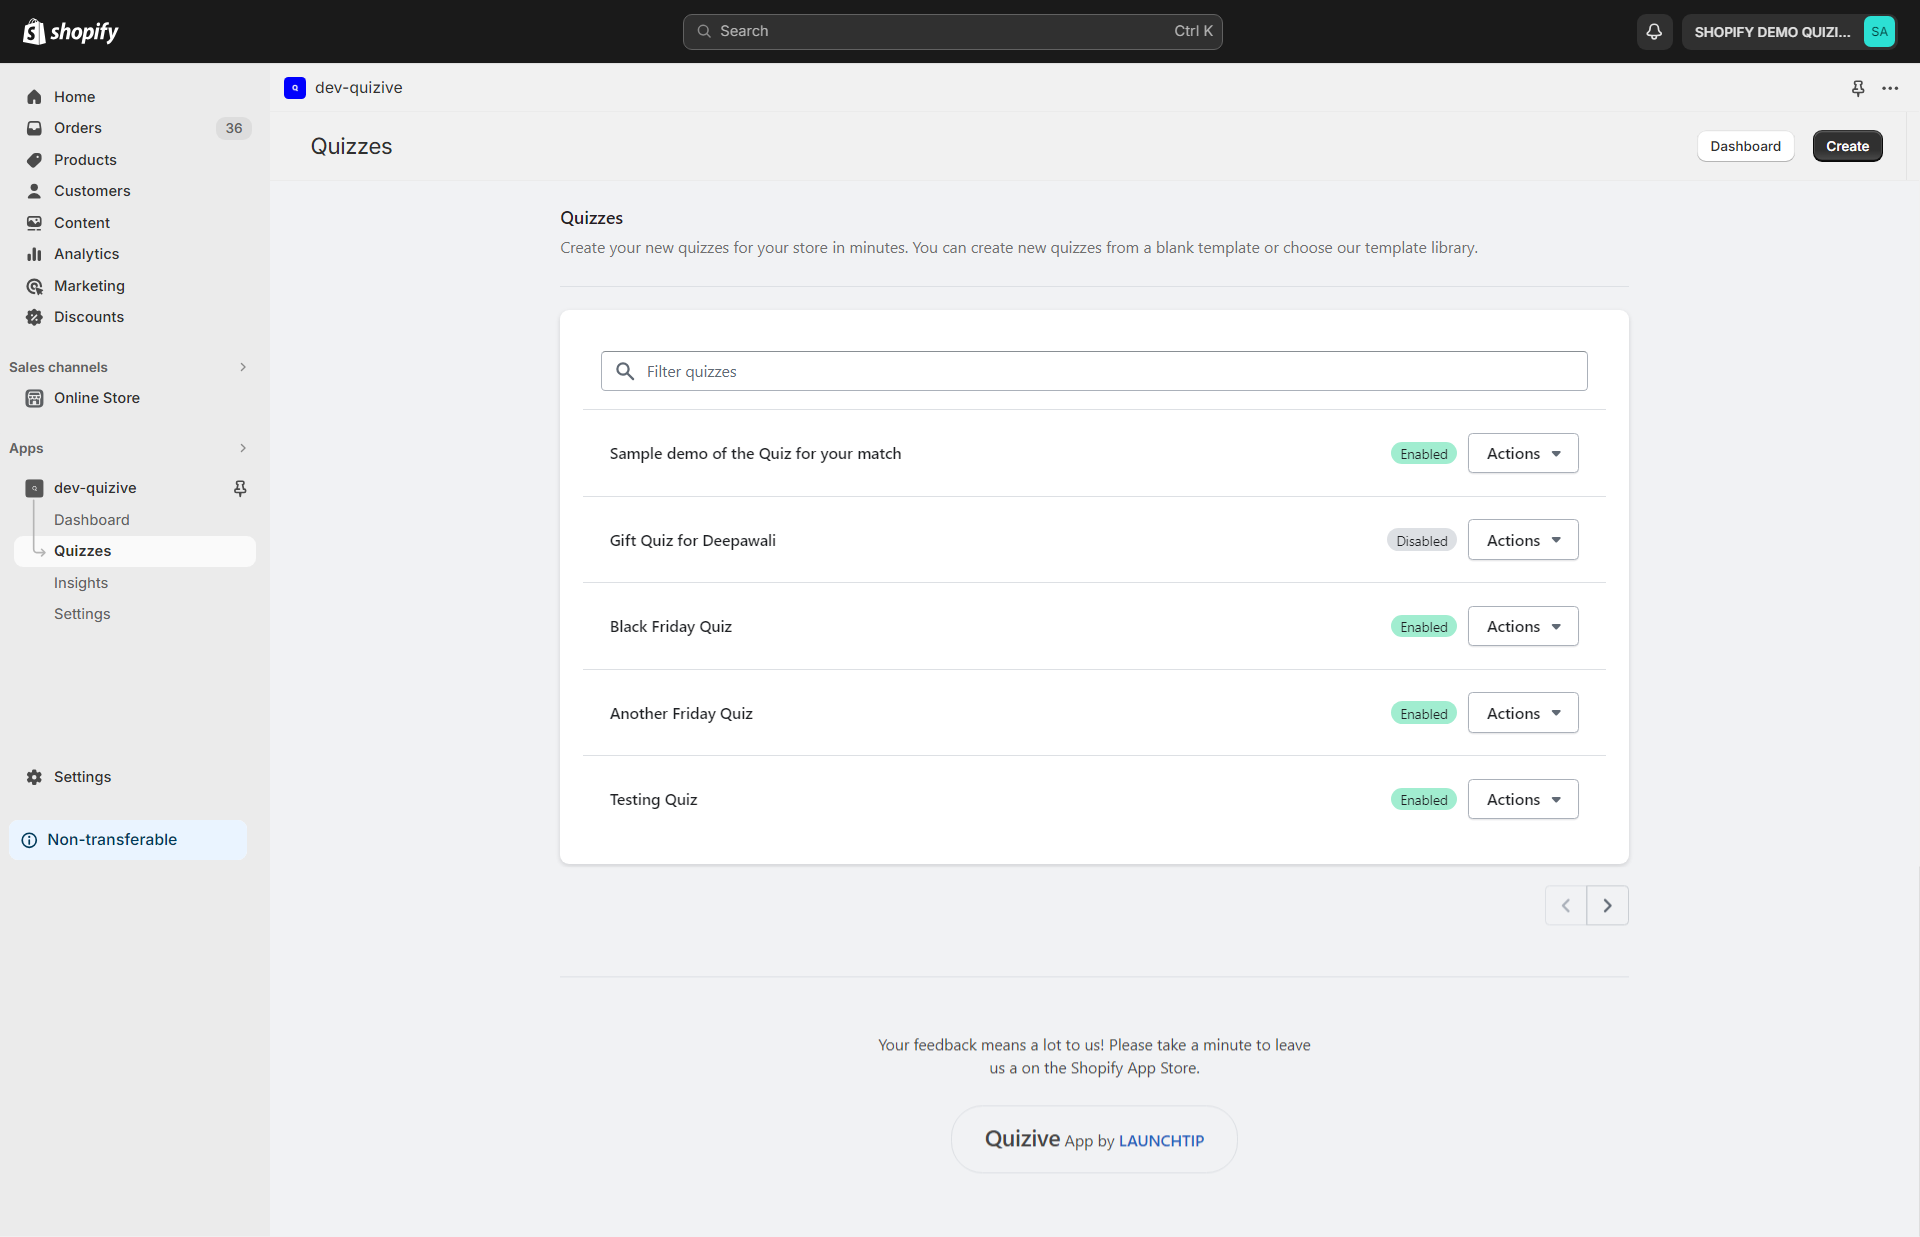 shopify
Search
Ctrl K
SHOPIFY DEMO QUIZI...
SA
Home
Orders
36
Products
Customers
Content
Analytics
Marketing
Discounts
Sales channels
Online Store
Apps
dev-quizive
Dashboard
Quizzes
Insights
Settings
Settings
Non-transferable
dev-quizive
Quizzes
Dashboard
Create
Quizzes
Create your new quizzes for your store in minutes. You can create new quizzes from a blank template or choose our template library.
Filter quizzes
Sample demo of the Quiz for your match
Enabled
Actions
Gift Quiz for Deepawali
Disabled
Actions
Black Friday Quiz
Enabled
Actions
Another Friday Quiz
Enabled
Actions
Testing Quiz
Enabled
Actions
Your feedback means a lot to us! Please take a minute to leave
us a on the Shopify App Store.
Quizive App by LAUNCHTIP